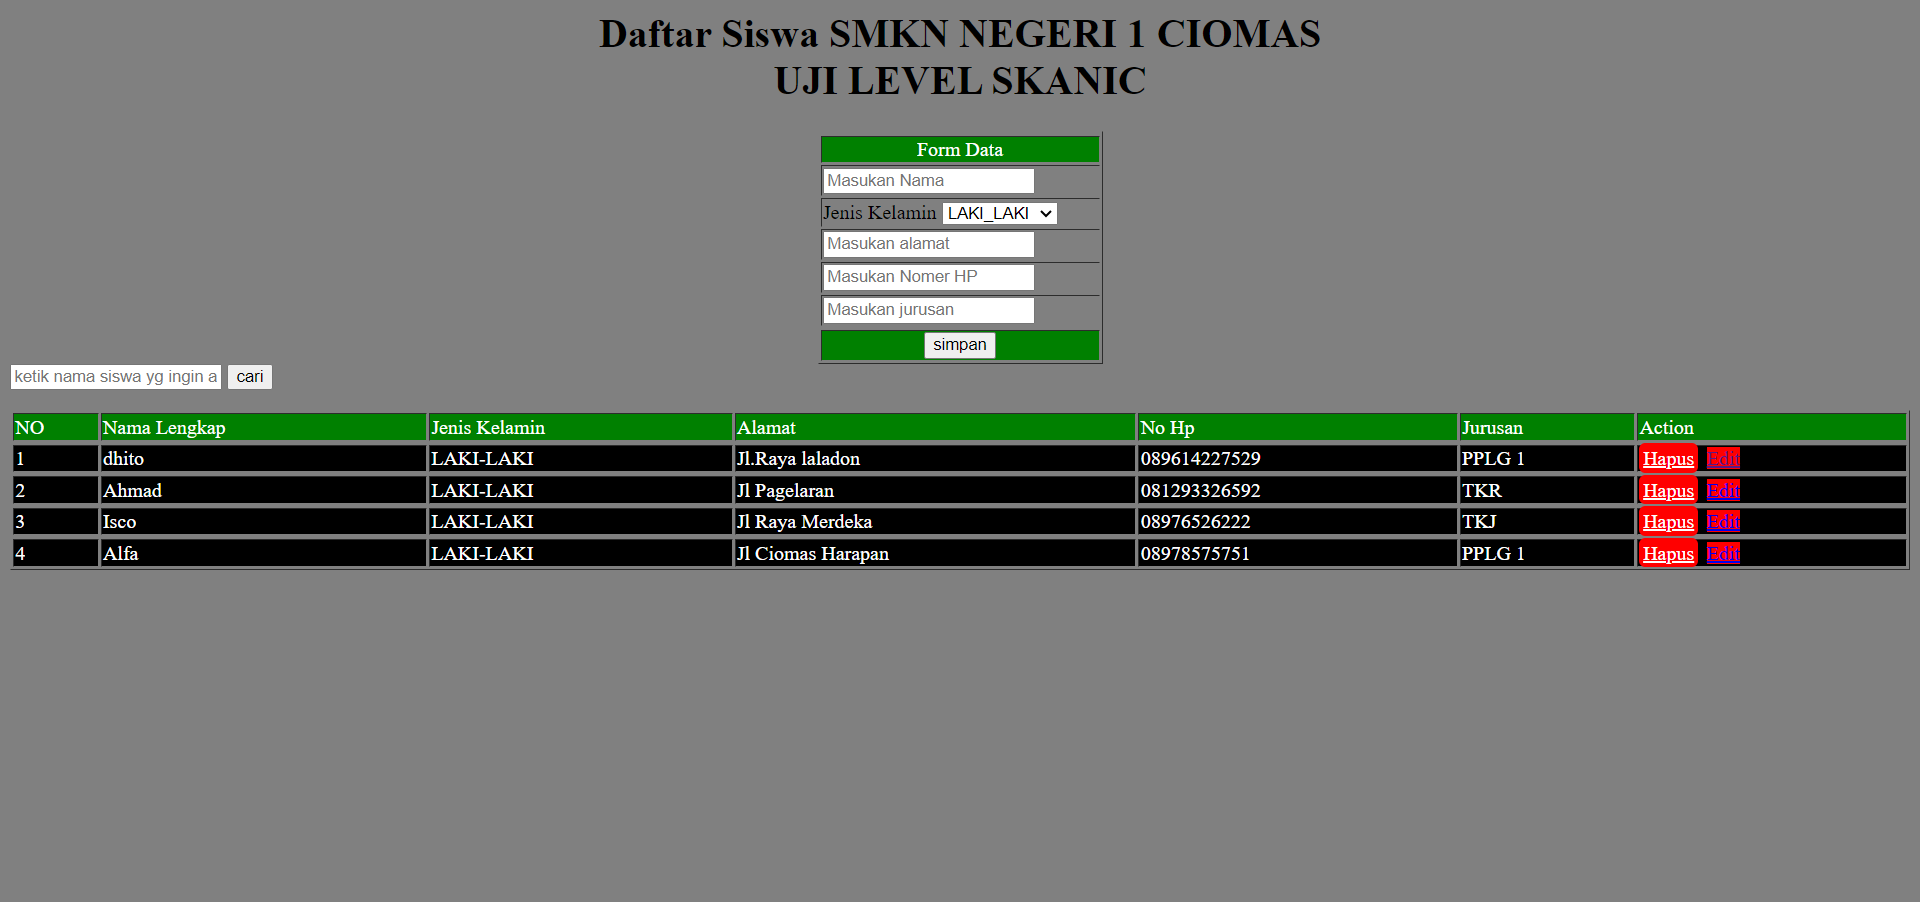 Daftar Siswa SMKN NEGERI 1 CIOMAS
UJI LEVEL SKANIC
Form Data
Masukan Nama
Jenis Kelamin LAKI_LAKI
Masukan alamat
Masukan Nomer HP
Masukan jurusan
simpan
ketik nama siswa yg ingin a cari
NO Nama Lengkap Jenis Kelamin Alamat No Hp Jurusan Action
1 dhito LAKI-LAKI Jl.Raya laladon 089614227529 PPLG 1 Hapus Edit
2 Ahmad LAKI-LAKI Jl Pagelaran 081293326592 TKR Hapus Edit
3 Isco LAKI-LAKI Jl Raya Merdeka 08976526222 TKJ Hapus Edit
4 Alfa LAKI-LAKI Jl Ciomas Harapan 08978575751 PPLG 1 Hapus Edit